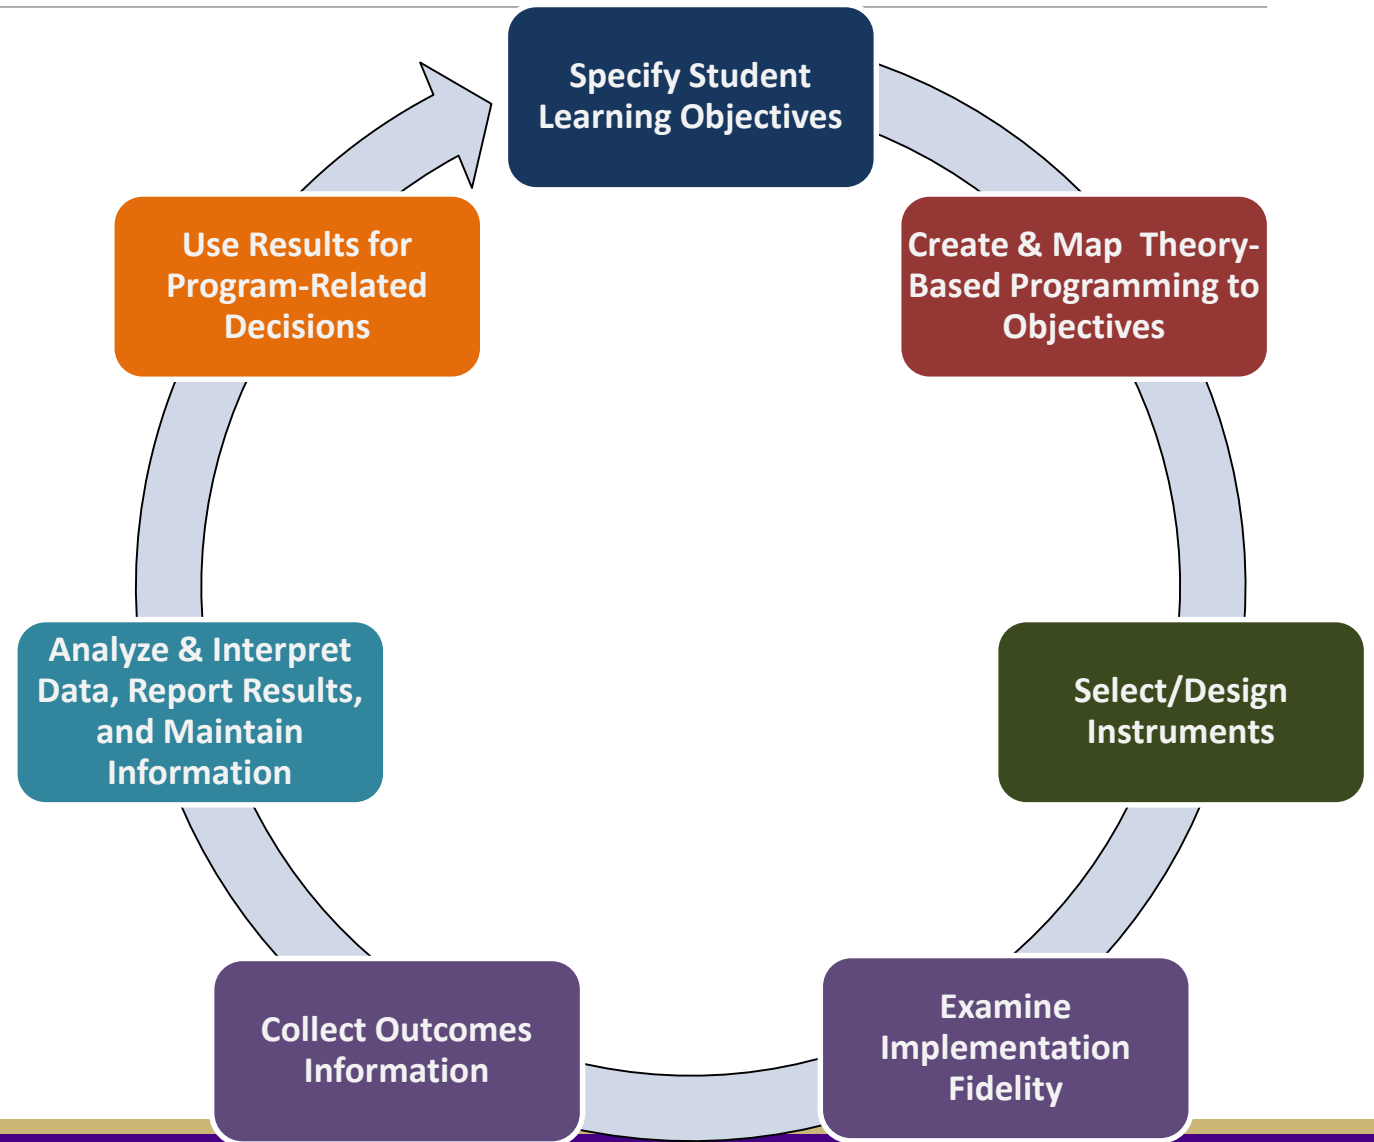 Specify Student
Learning Objectives
Create & Map  Theory-
Based Programming to
Objectives
Select/Design
Instruments
Examine
Implementation
Fidelity
Collect Outcomes
Information
Analyze & Interpret
Data, Report Results,
and Maintain
Information
Use Results for
Program-Related
Decisions